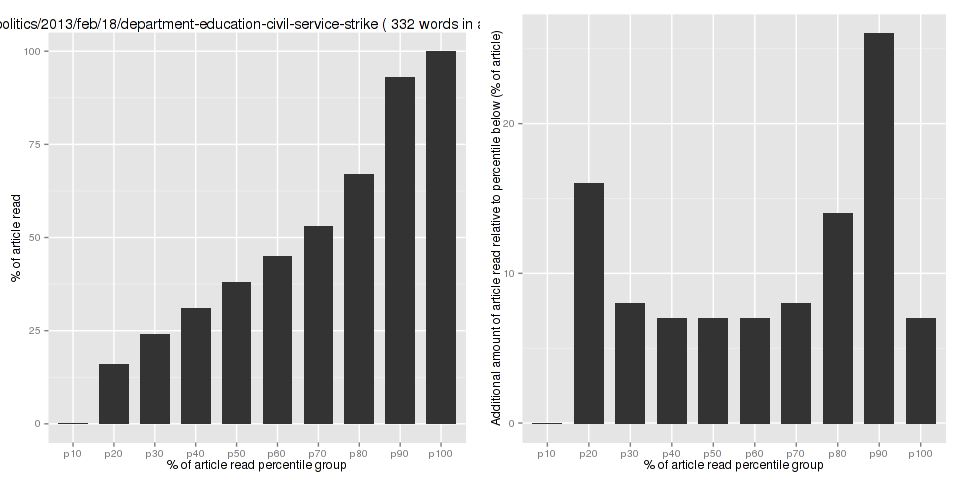 politics/2013/feb/18/department-education-civil-service-strike ( 332 words in a
% of article read
100
75
50
25
0
p10 p20 p30 p40 p50 p60 p70 p80 p90 p100
% of article read percentile group
Additional amount of article read relative to percentile below (% of article)
20
10
0
p10 p20 p30 p40 p50 p60 p70 p80 p90 p100
% of article read percentile group